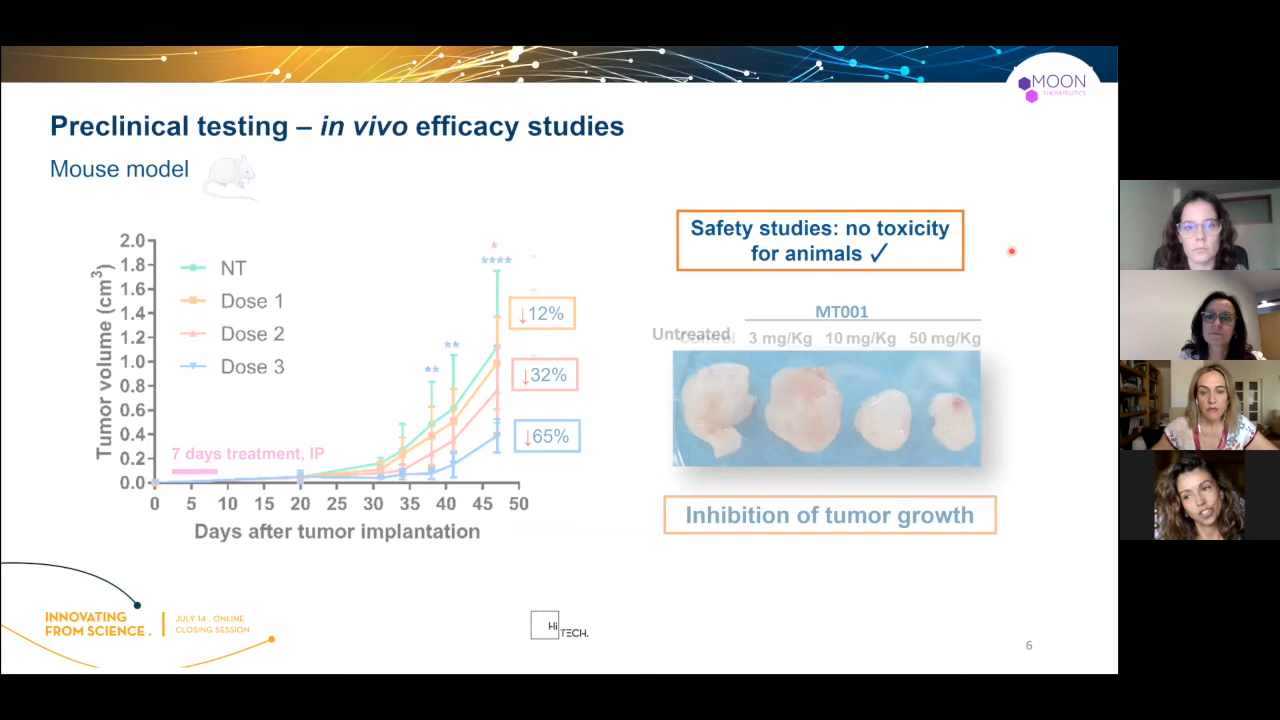 MOON
THERAPEUTICS
Preclinical testing – in vivo efficacy studies
Mouse model
Safety studies: no toxicity
for animals ✓
Tumor volume (cm3)
2.0
1.8
1.6
1.4
1.2
1.0
0.8
0.6
0.4
0.2
0.0
NT
Dose 1
Dose 2
Dose 3
*
****
**
**
↓12%
↓32%
↓65%
7 days treatment, IP
0 5 10 15 20 25 30 35 40 45 50
Days after tumor implantation
MT001
Untreated Control 3 mg/Kg 10 mg/Kg 50 mg/Kg
Inhibition of tumor growth
INNOVATING
FROM SCIENCE.
JULY 14 . ONLINE
CLOSING SESSION
Hi
TECH.
6